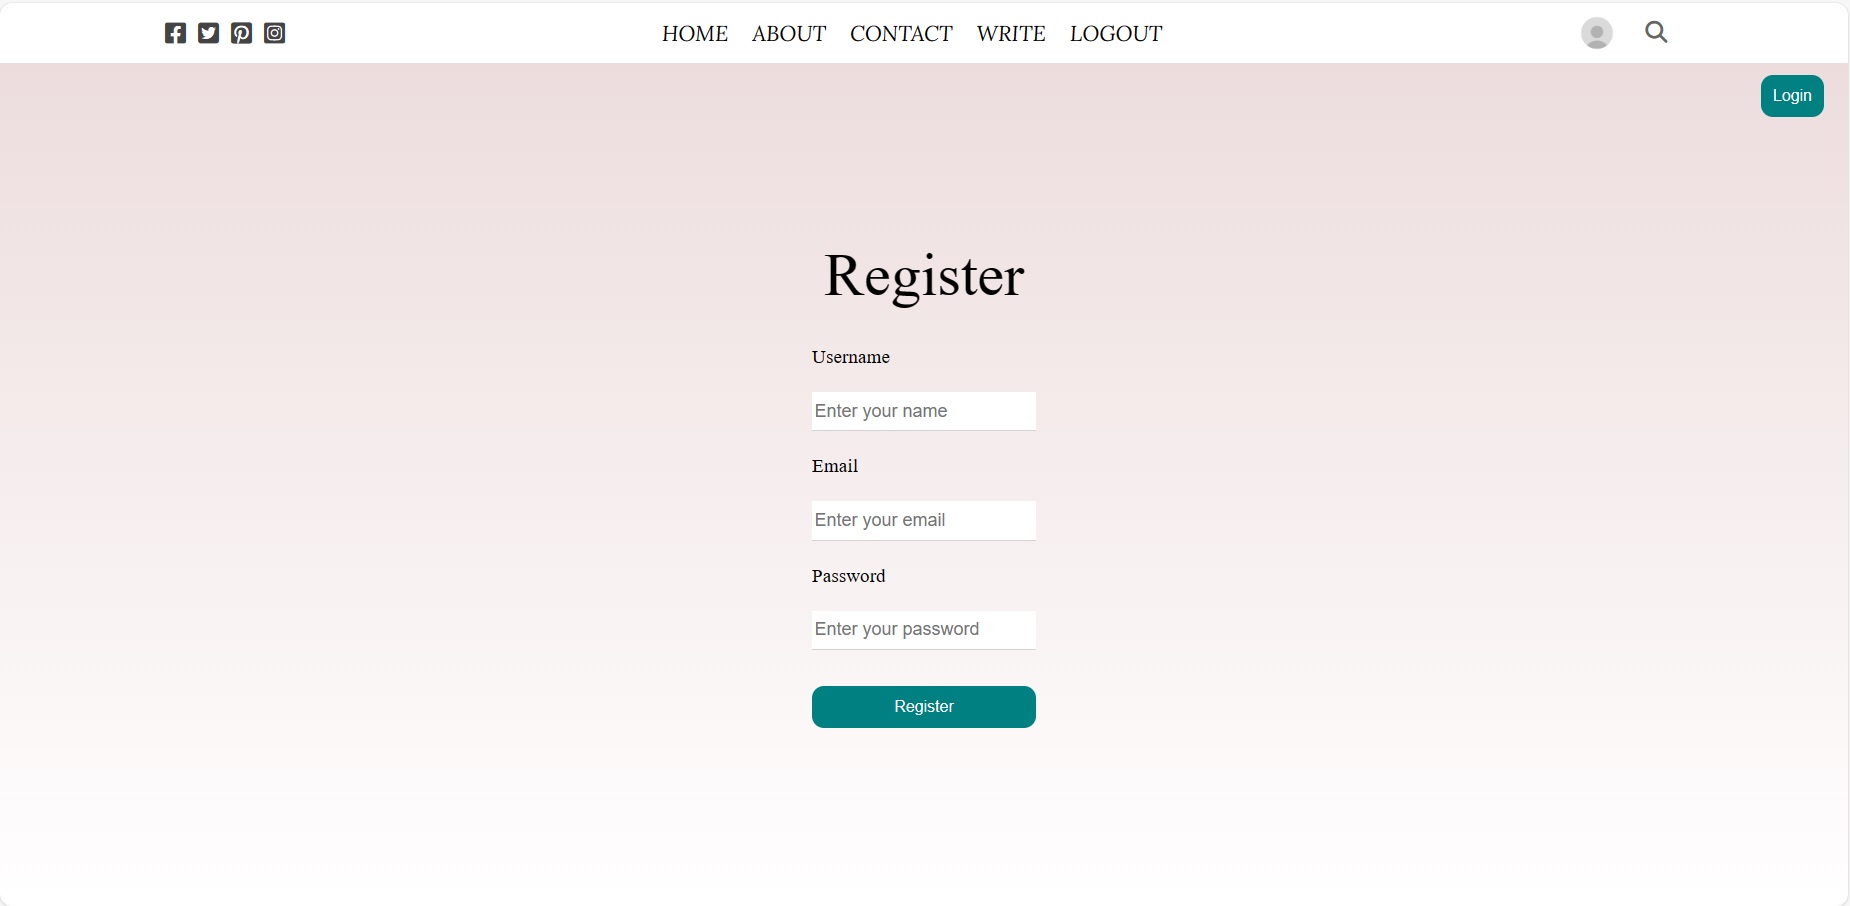 HOME ABOUT CONTACT WRITE LOGOUT
Login
Register
Username
Enter your name
Email
Enter your email
Password
Enter your password
Register